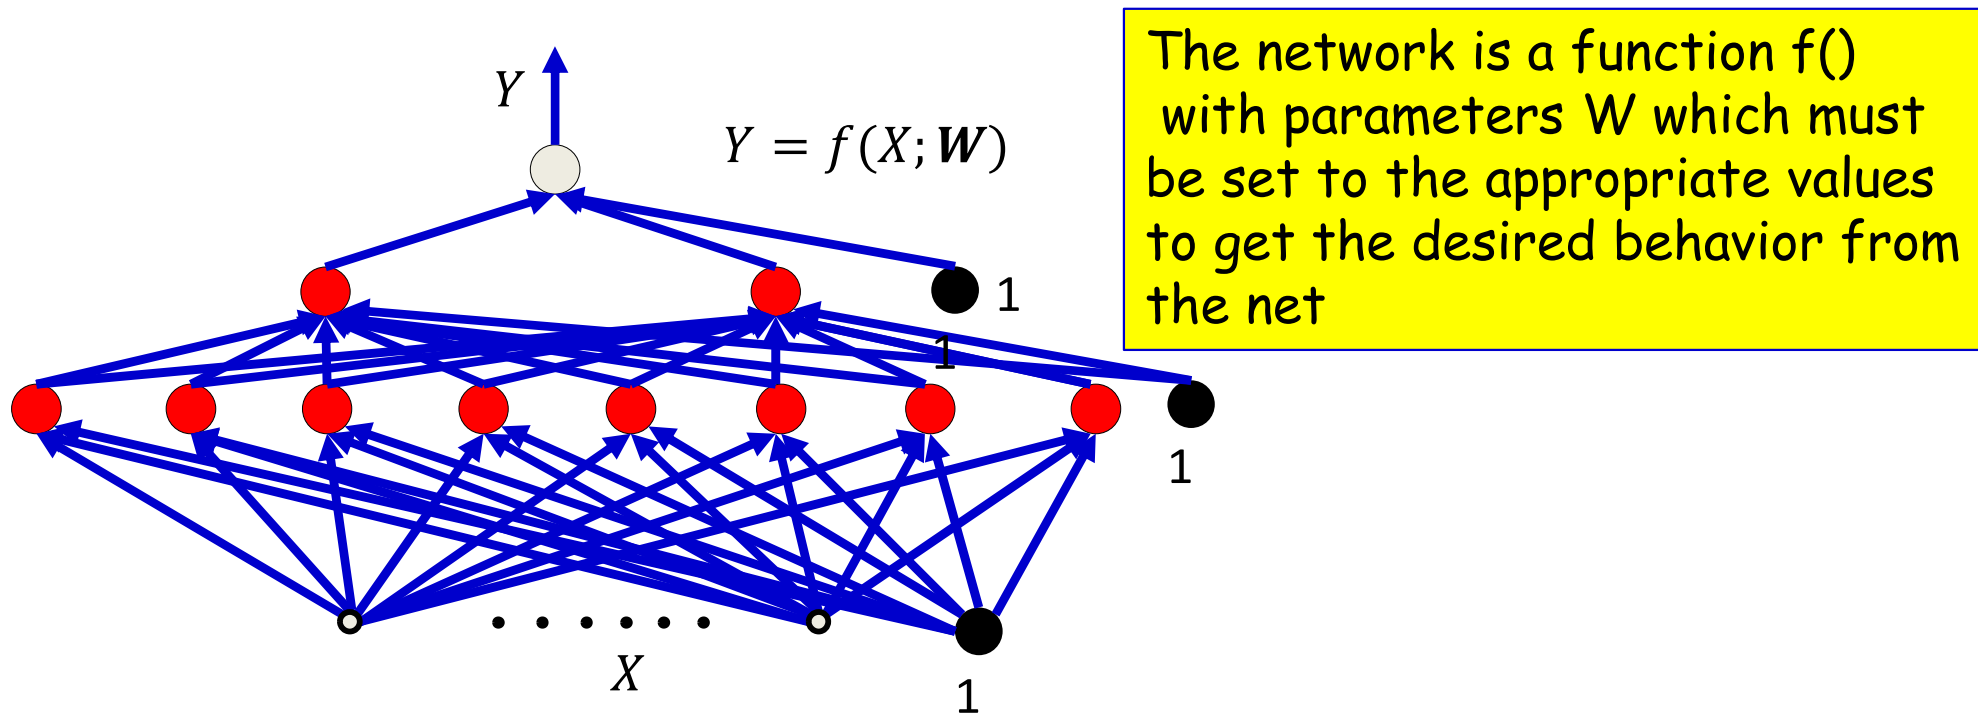 The network is a function f()
with parameters W which must
be set to the appropriate values
to get the desired behavior from
the net
Y
Y = f(X; W)
1
1
1
X
1